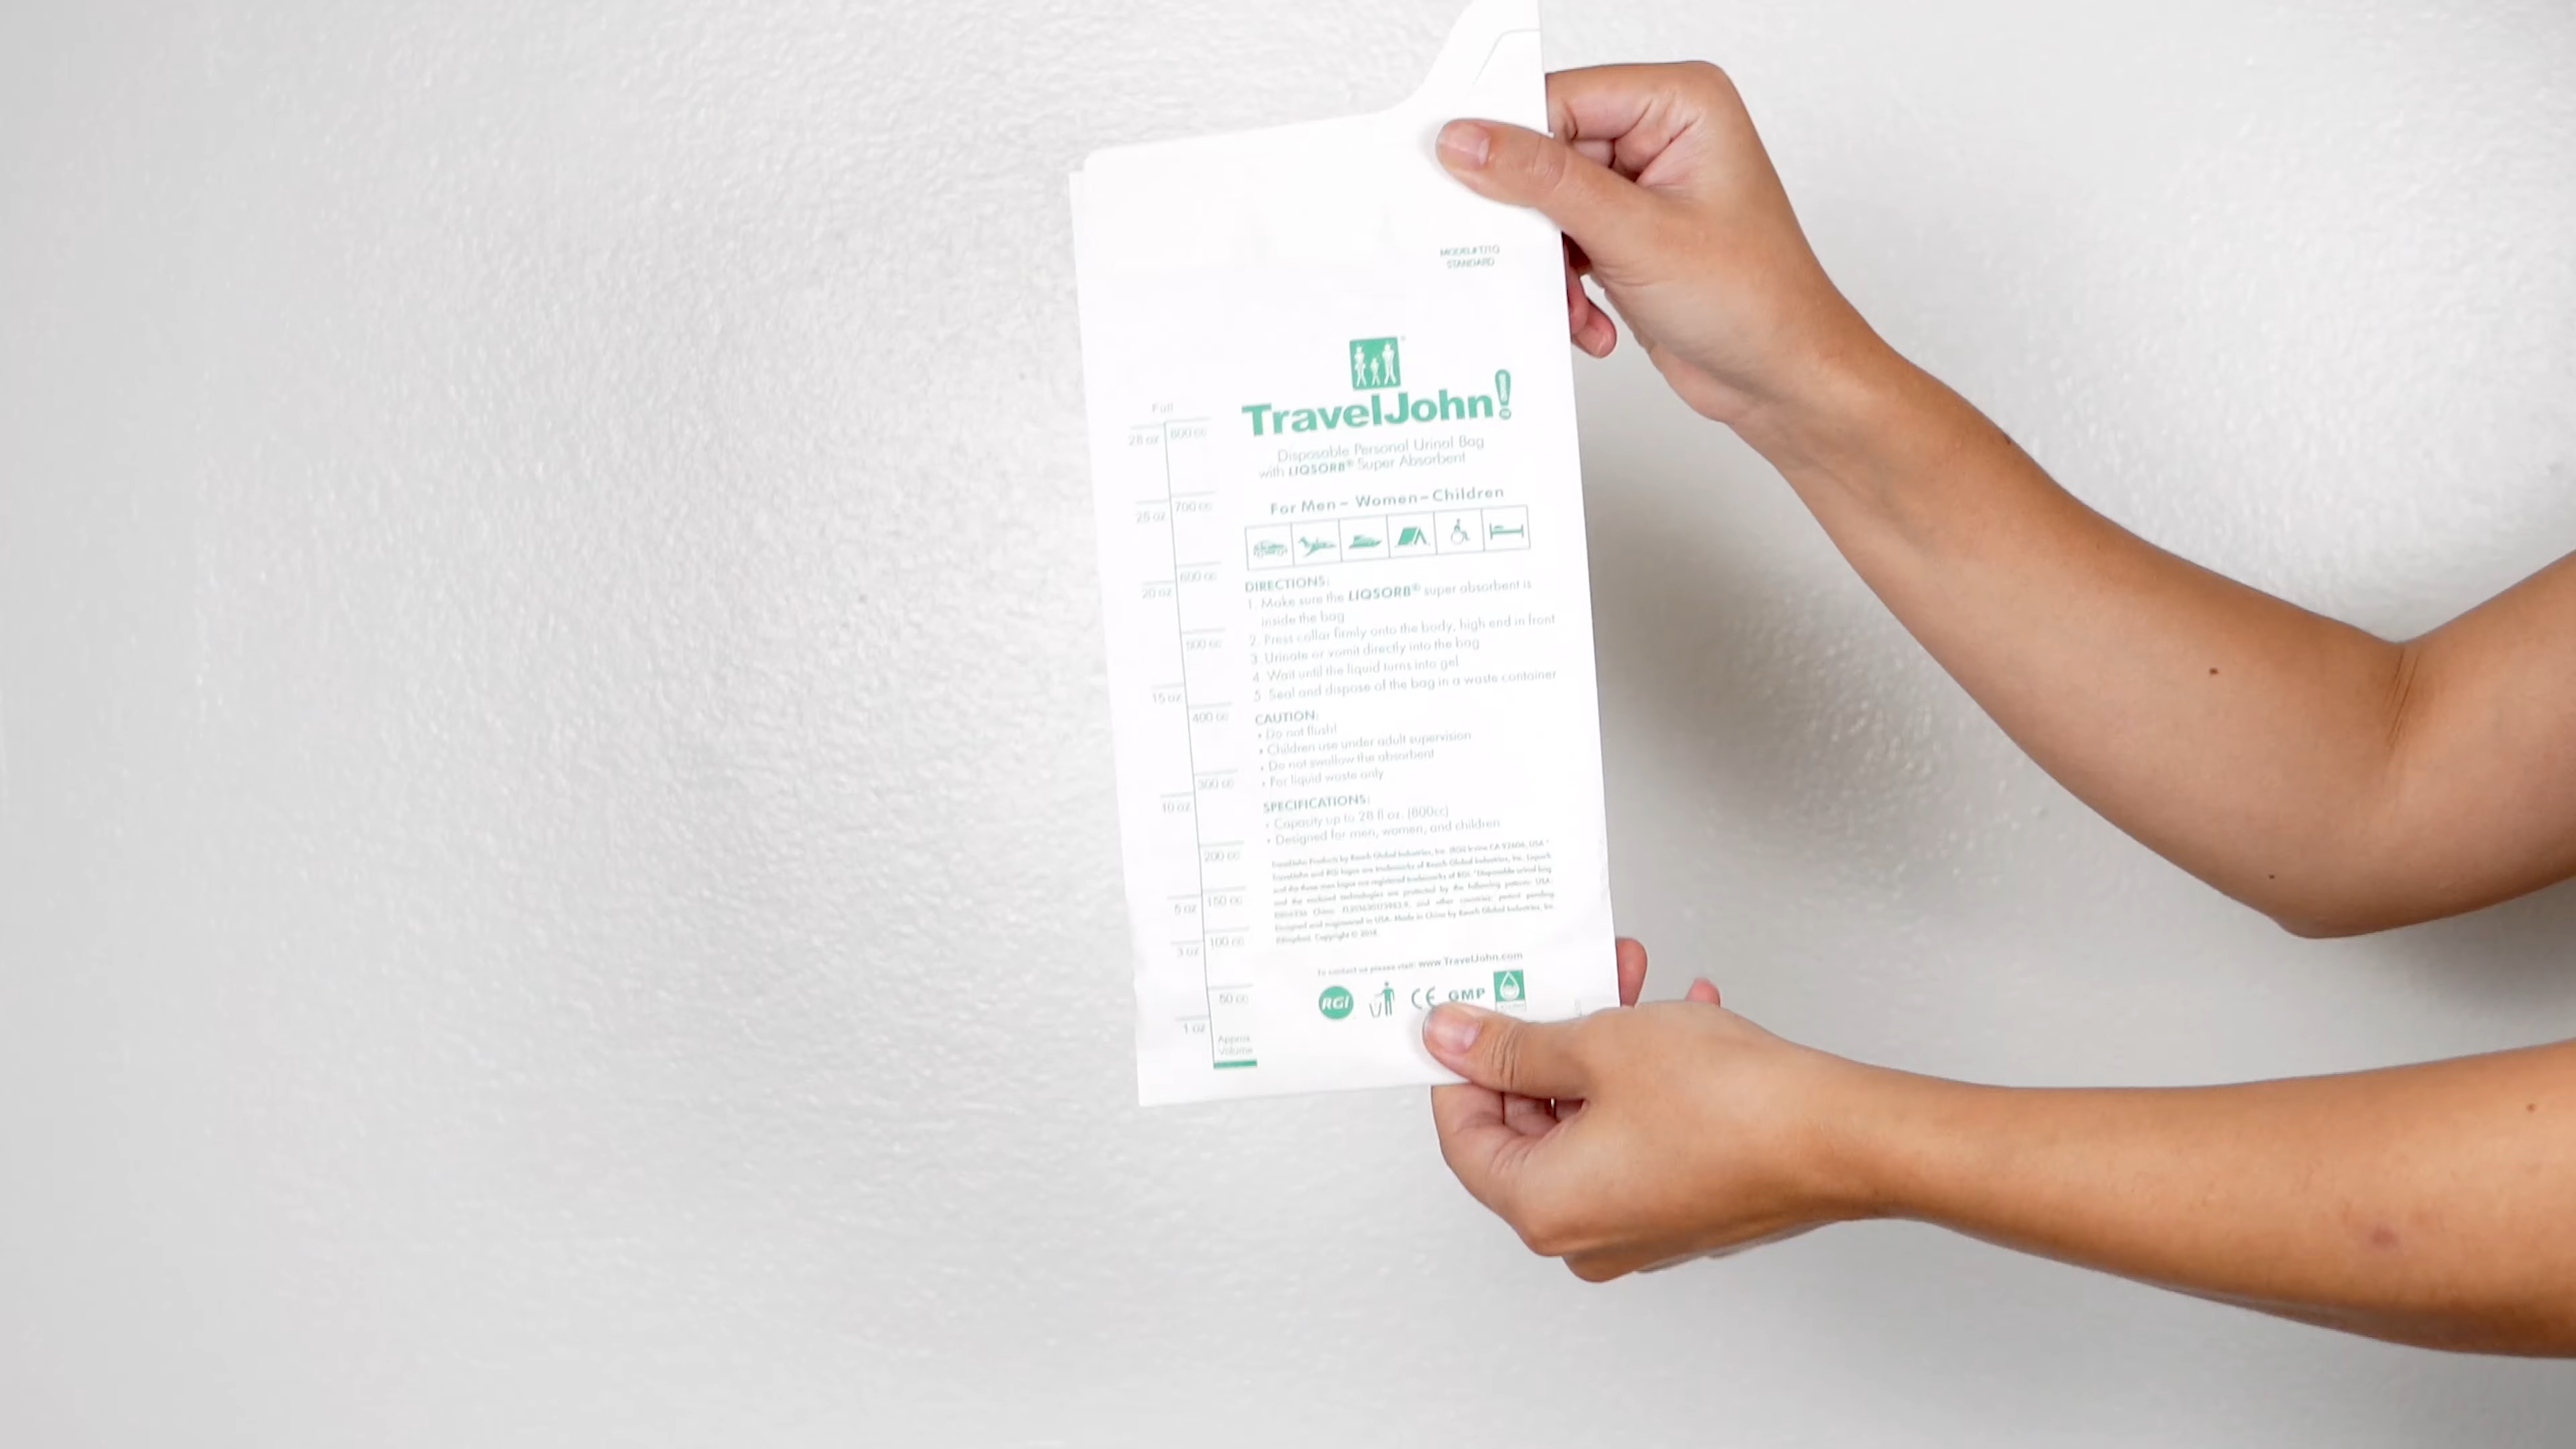 STANDARD
TravelJohn!
Disposable Personal Urinal Bag
with LIQSORB® Super Absorbent
For Men – Women – Children
DIRECTIONS:
1. Make sure the LIQSORB® super absorbent is
inside the bag
2. Press collar firmly onto the body, high end in front
3. Urinate or vomit directly into the bag
4. Wait until the liquid turns into gel
5. Seal and dispose of the bag in a waste container
CAUTION:
• Do not flush!
• Children use under adult supervision
• Do not swallow the absorbent
• For liquid waste only
SPECIFICATIONS:
• Capacity up to 28 fl oz. (800cc)
• Designed for men, women, and children
To contact us please visit: www.TravelJohn.com
RGI CE GMP
Full
28 oz 800 cc
25 oz 700 cc
20 oz 600 cc
500 cc
15 oz
400 cc
300 cc
10 oz
200 cc
5 oz 150 cc
3 oz 100 cc
50 cc
1 oz
Approx
Volume